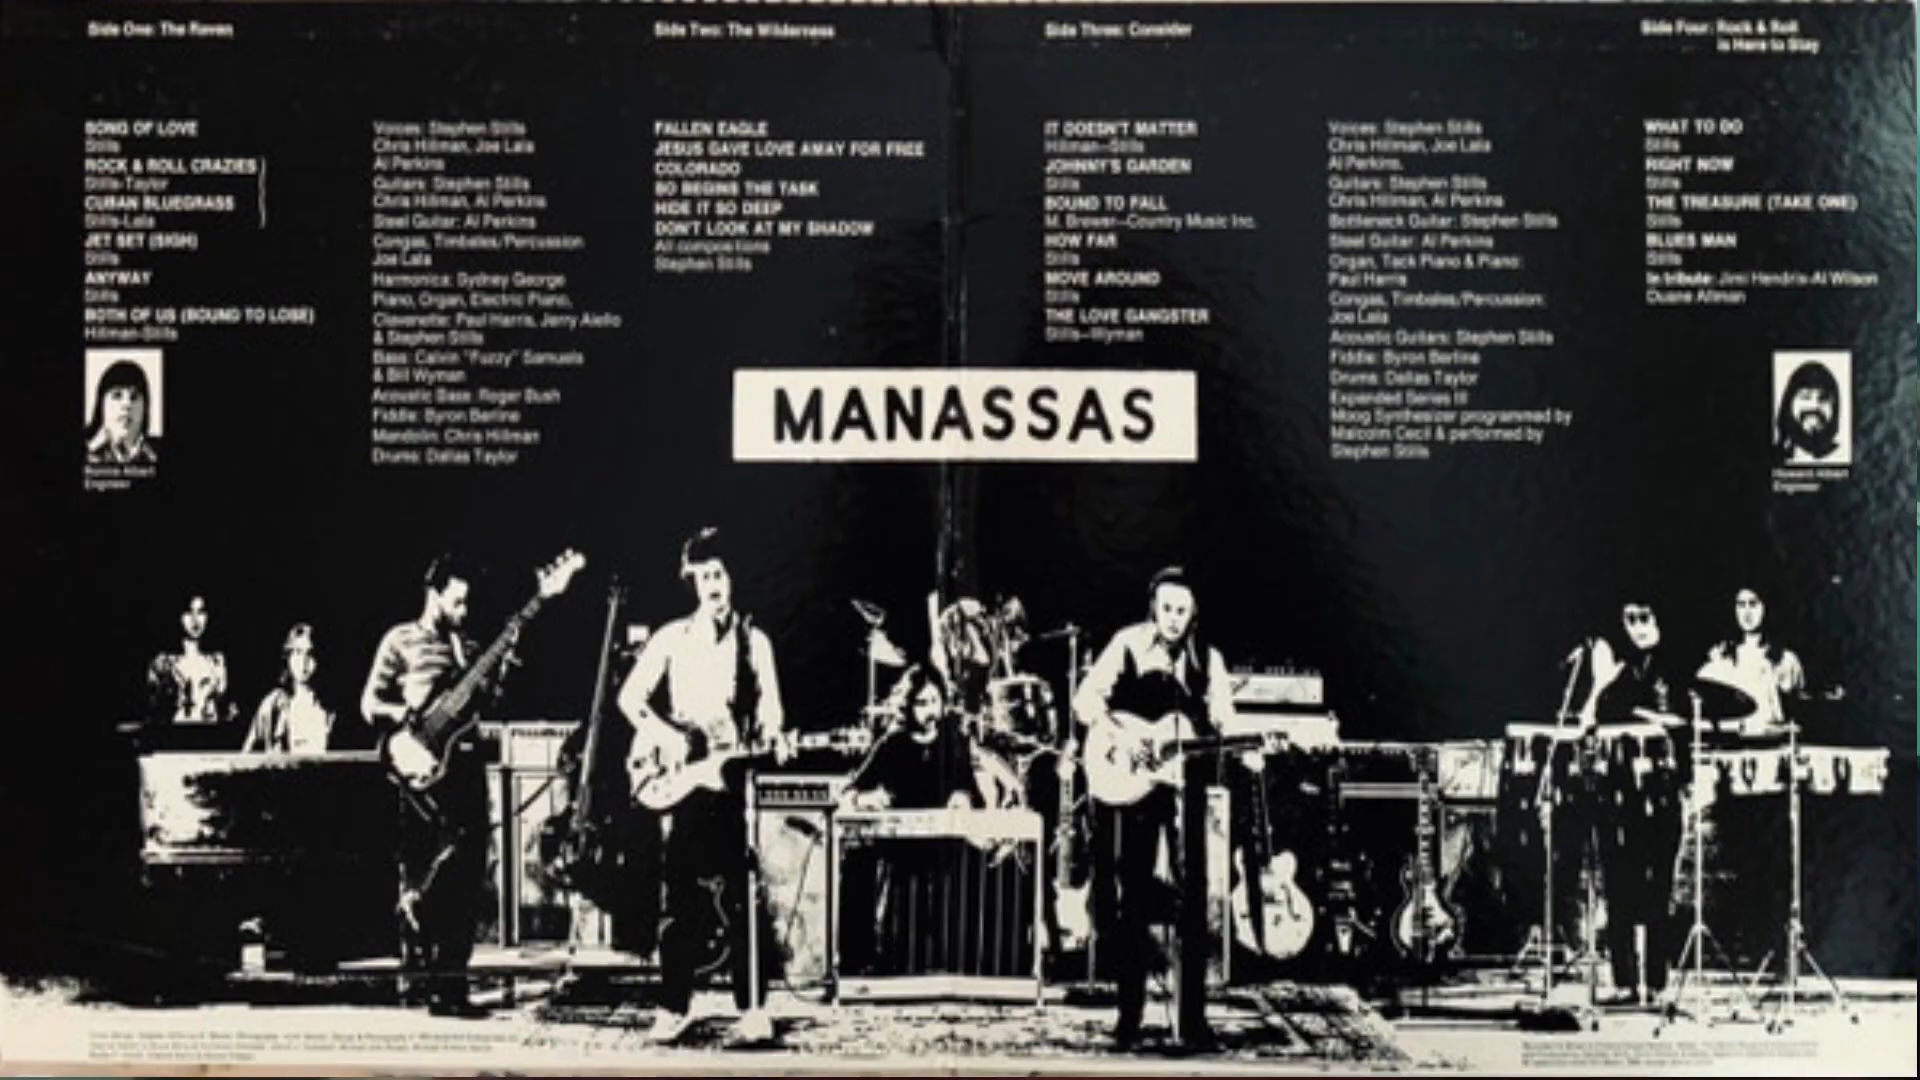 Side One: The Raven
SONG OF LOVE
Stills
ROCK & ROLL CRAZIES
Stills-Taylor
CUBAN BLUEGRASS
Stills-Lala
JET SET (SIGH)
Stills
ANYWAY
Stills
BOTH OF US (BOUND TO LOSE)
Hillman-Stills
Engineer
Voices: Stephen Stills
Chris Hillman, Joe Lala
Al Perkins
Guitars: Stephen Stills
Chris Hillman, Al Perkins
Steel Guitar: Al Perkins
Congas, Timbales/Percussion
Joe Lala
Harmonica: Sydney George
Piano, Organ, Electric Piano,
Clavenette: Paul Harris, Jerry Aiello
& Stephen Stills
Bass: Calvin "Fuzzy" Samuels
& Bill Wyman
Acoustic Bass: Roger Bush
Fiddle: Byron Berline
Mandolin: Chris Hillman
Drums: Dallas Taylor
Side Two: The Wilderness
FALLEN EAGLE
JESUS GAVE LOVE AWAY FOR FREE
COLORADO
SO BEGINS THE TASK
HIDE IT SO DEEP
DON'T LOOK AT MY SHADOW
All compositions
Stephen Stills
Side Three: Consider
IT DOESN'T MATTER
Hillman-Stills
JOHNNY'S GARDEN
Stills
BOUND TO FALL
M. Brewer-Country Music Inc.
HOW FAR
Stills
MOVE AROUND
Stills
THE LOVE GANGSTER
Stills-Wyman
Voices: Stephen Stills
Chris Hillman, Joe Lala
Al Perkins.
Guitars: Stephen Stills
Chris Hillman, Al Perkins
Bottleneck Guitar: Stephen Stills
Steel Guitar: Al Perkins
Organ, Tack Piano & Piano:
Paul Harris
Congas, Timbales/Percussion:
Joe Lala
Acoustic Guitars: Stephen Stills
Fiddle: Byron Berline
Drums: Dallas Taylor
Expanded Series III
Moog Synthesizer programmed by
Malcolm Cecil & performed by
Stephen Stills
Side Four: Rock & Roll
is Here to Stay
WHAT TO DO
Stills
RIGHT NOW
Stills
THE TREASURE (TAKE ONE)
Stills
BLUES MAN
Stills
In tribute: Jimi Hendrix-Al Wilson
Duane Allman
Howard Albert
Engineer
MANASSAS